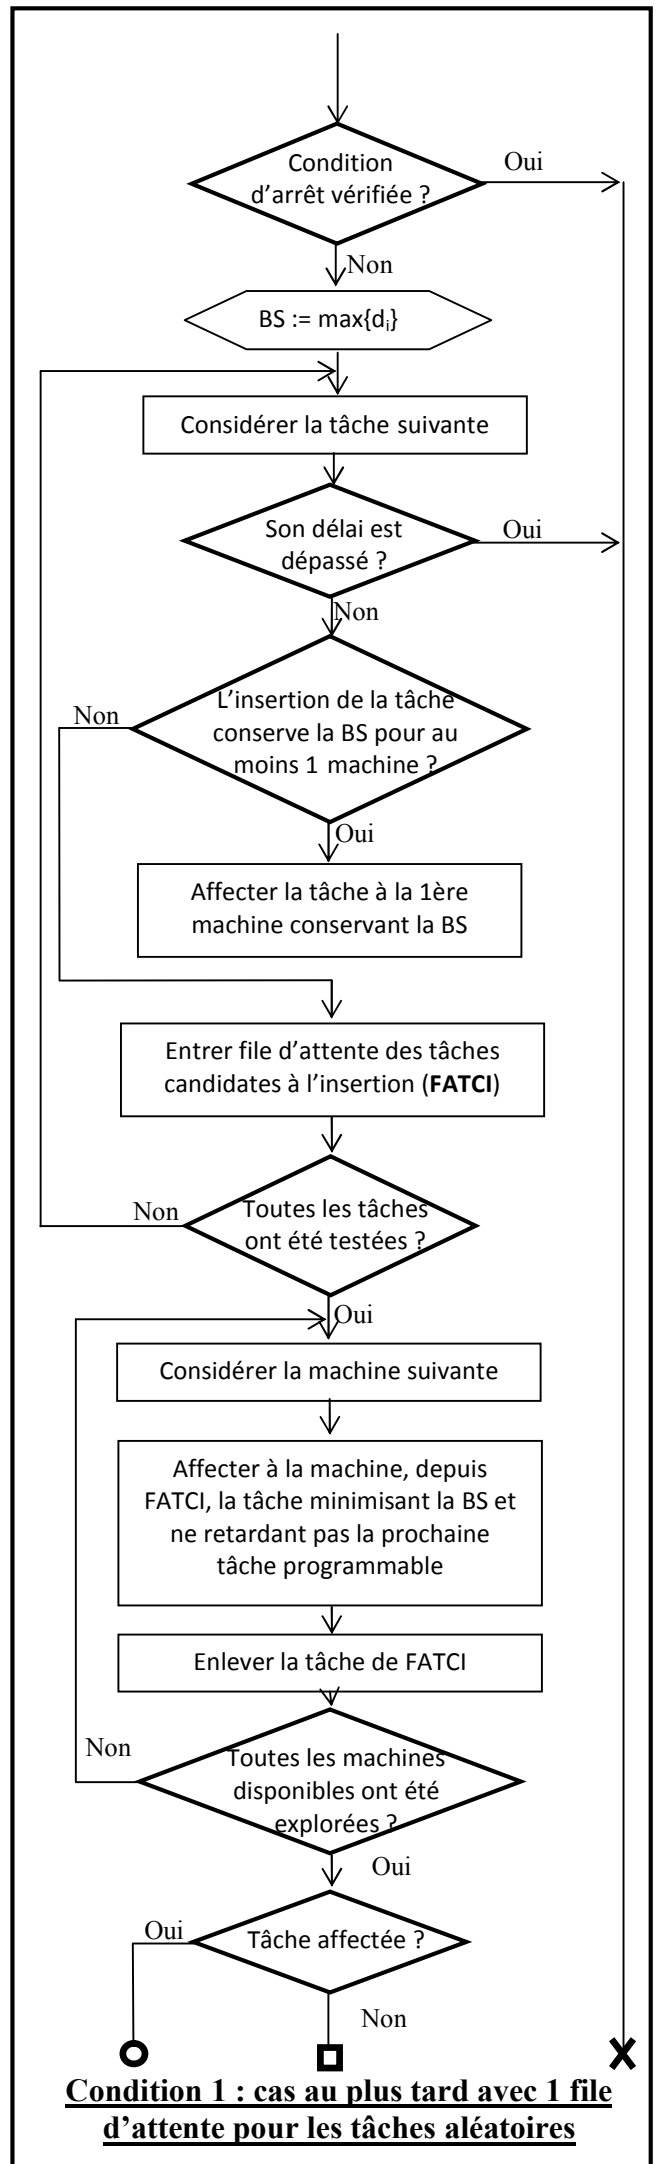 Condition
d'arrêt vérifiée ?
Oui
Non
BS := max{dᵢ}
Considérer la tâche suivante
Son délai est
dépassé ?
Oui
Non
L'insertion de la tâche
conserve la BS pour au
moins 1 machine ?
Non
Oui
Affecter la tâche à la 1ère
machine conservant la BS
Entrer file d'attente des tâches
candidates à l'insertion (FATCI)
Toutes les tâches
ont été testées ?
Non
Oui
Considérer la machine suivante
Affecter à la machine, depuis
FATCI, la tâche minimisant la BS et
ne retardant pas la prochaine
tâche programmable
Enlever la tâche de FATCI
Non
Toutes les machines
disponibles ont été
explorées ?
Oui
Oui
Tâche affectée ?
Non
Condition 1 : cas au plus tard avec 1 file
d'attente pour les tâches aléatoires